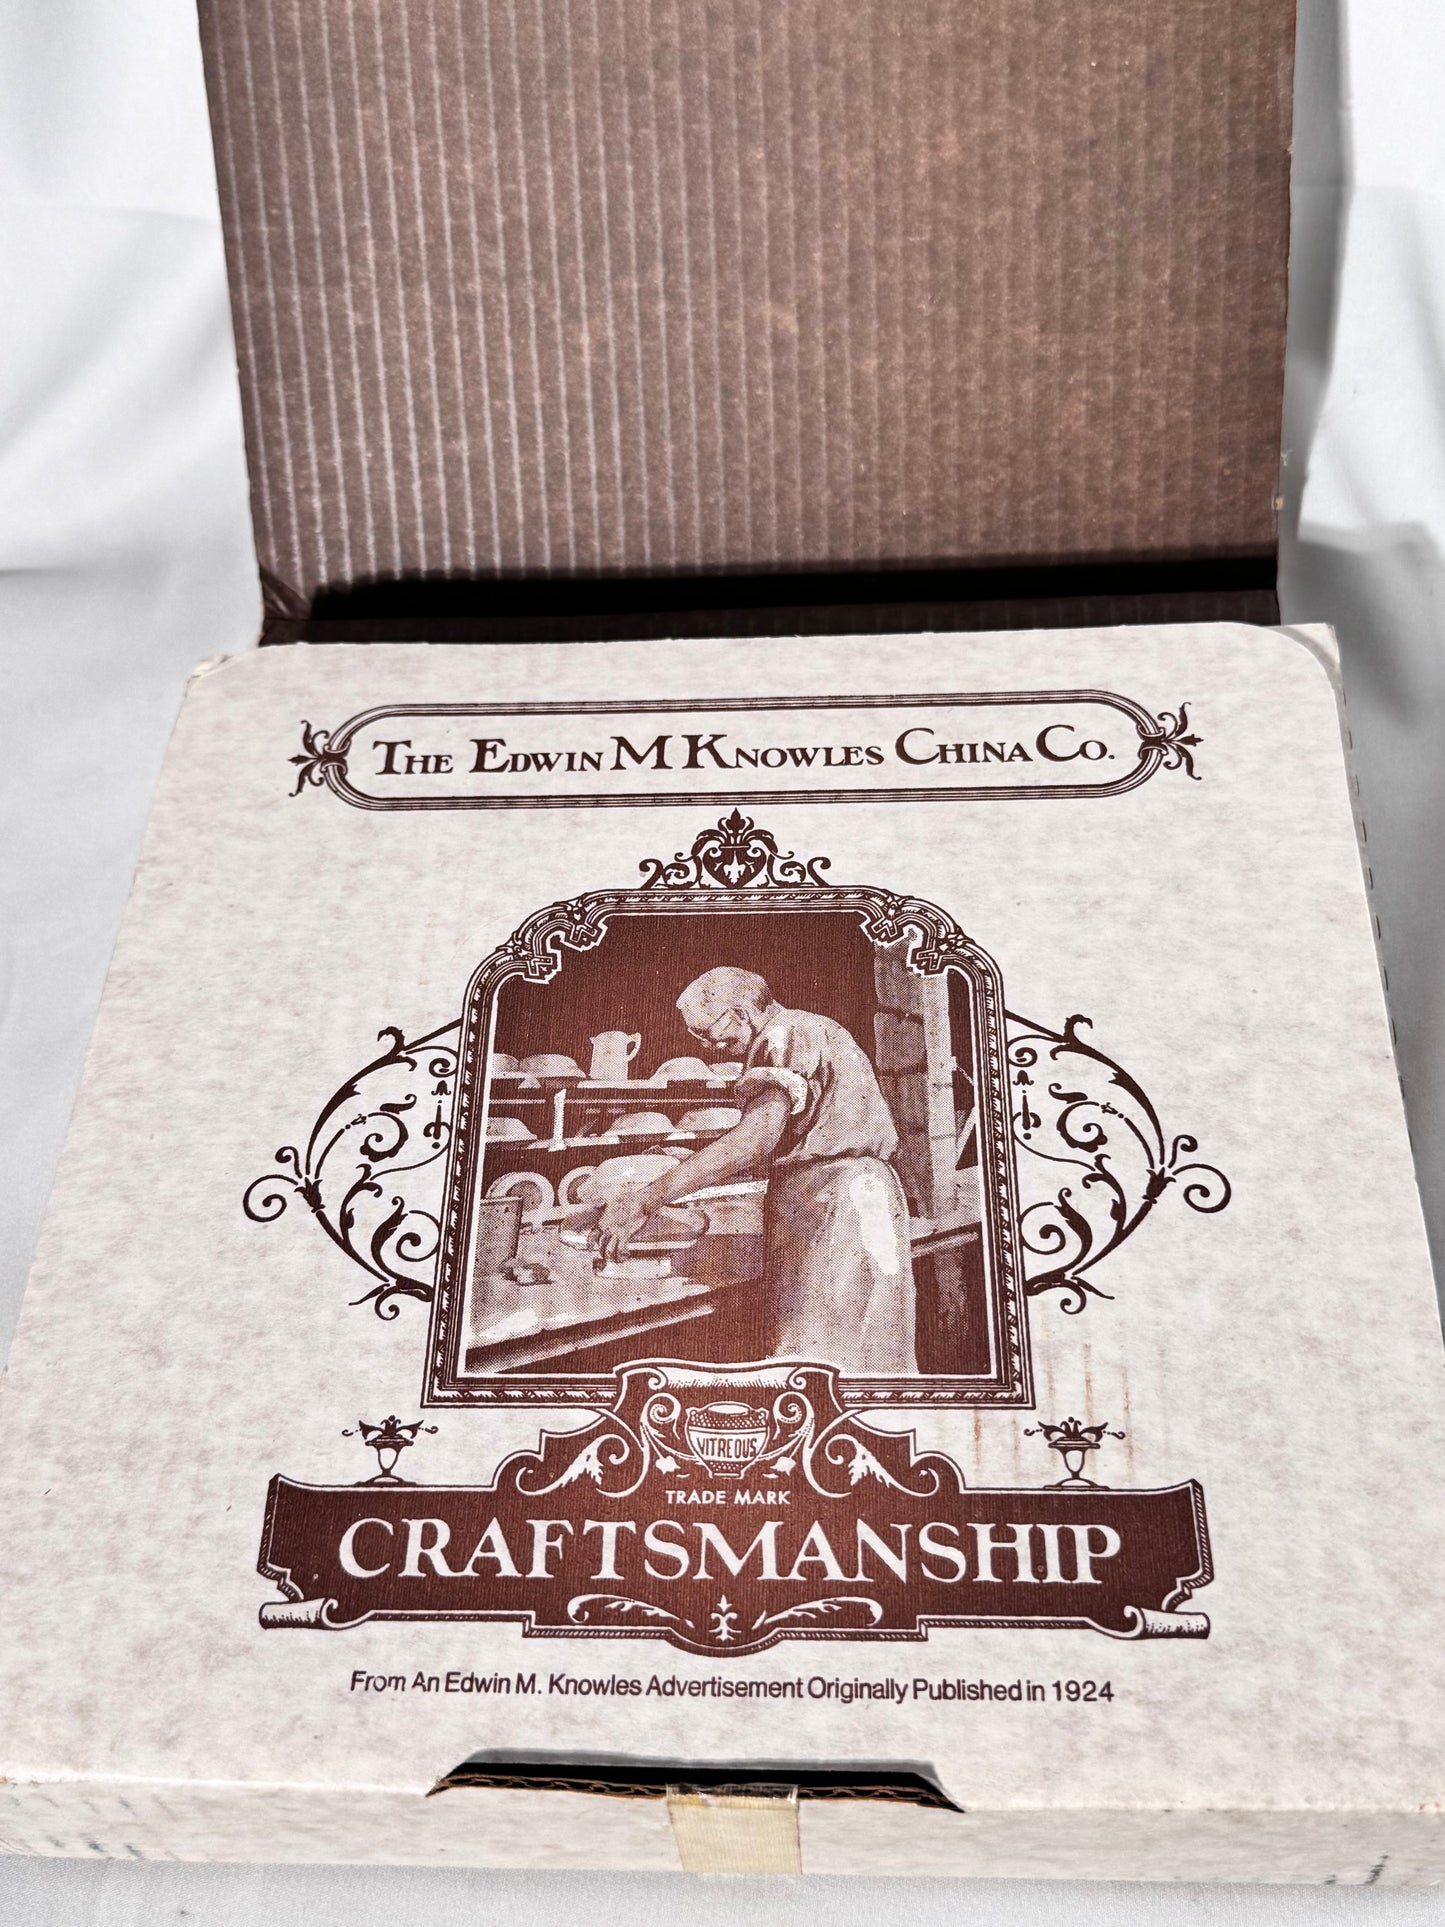 The Edwin M Knowles China Co.
VITREOUS
TRADE MARK
CRAFTSMANSHIP
From An Edwin M. Knowles Advertisement Originally Published in 1924